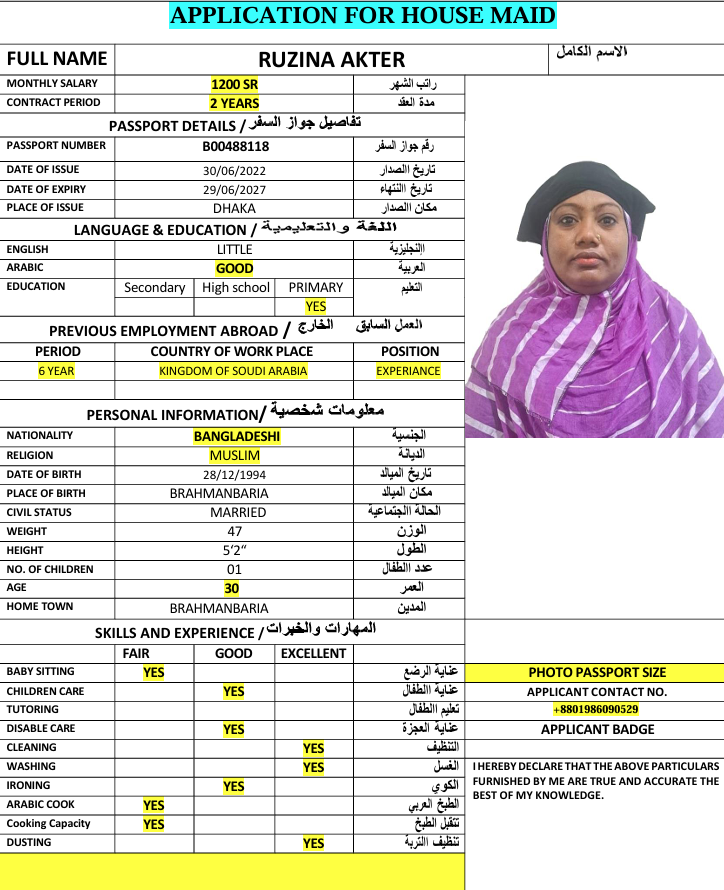 APPLICATION FOR HOUSE MAID
FULL NAME RUZINA AKTER الاسم الكامل
MONTHLY SALARY 1200 SR راتب الشهر
CONTRACT PERIOD 2 YEARS مدة العقد
PASSPORT DETAILS / تفاصيل جواز السفر
PASSPORT NUMBER B00488118 رقم جواز السفر
DATE OF ISSUE 30/06/2022 تاريخ االصدار
DATE OF EXPIRY 29/06/2027 تاريخ االنتهاء
PLACE OF ISSUE DHAKA مكان االصدار
LANGUAGE & EDUCATION / اللغة والتعليمية
ENGLISH LITTLE االنجليزية
ARABIC GOOD العربية
EDUCATION Secondary High school PRIMARY التعليم
YES
PREVIOUS EMPLOYMENT ABROAD / العمل السابق الخارج
PERIOD COUNTRY OF WORK PLACE POSITION
6 YEAR KINGDOM OF SOUDI ARABIA EXPERIANCE
PERSONAL INFORMATION/ معلومات شخصية
NATIONALITY BANGLADESHI الجنسية
RELIGION MUSLIM الديانة
DATE OF BIRTH 28/12/1994 تاريخ الميالد
PLACE OF BIRTH BRAHMANBARIA مكان الميالد
CIVIL STATUS MARRIED الحالة االجتماعية
WEIGHT 47 الوزن
HEIGHT 5‘2“ الطول
NO. OF CHILDREN 01 عدد االطفال
AGE 30 العمر
HOME TOWN BRAHMANBARIA المدين
SKILLS AND EXPERIENCE / المهارات والخبرات
FAIR GOOD EXCELLENT
BABY SITTING YES عناية الرضع
CHILDREN CARE YES عناية االطفال
TUTORING تعليم االطفال
DISABLE CARE YES عناية العجزة
CLEANING YES التنظيف
WASHING YES الغسل
IRONING YES الكوي
ARABIC COOK YES الطبخ العربي
Cooking Capacity YES تتقبل الطبخ
DUSTING YES تنظيف االتربة
PHOTO PASSPORT SIZE
APPLICANT CONTACT NO.
+8801986090529
APPLICANT BADGE
I HEREBY DECLARE THAT THE ABOVE PARTICULARS
FURNISHED BY ME ARE TRUE AND ACCURATE THE
BEST OF MY KNOWLEDGE.